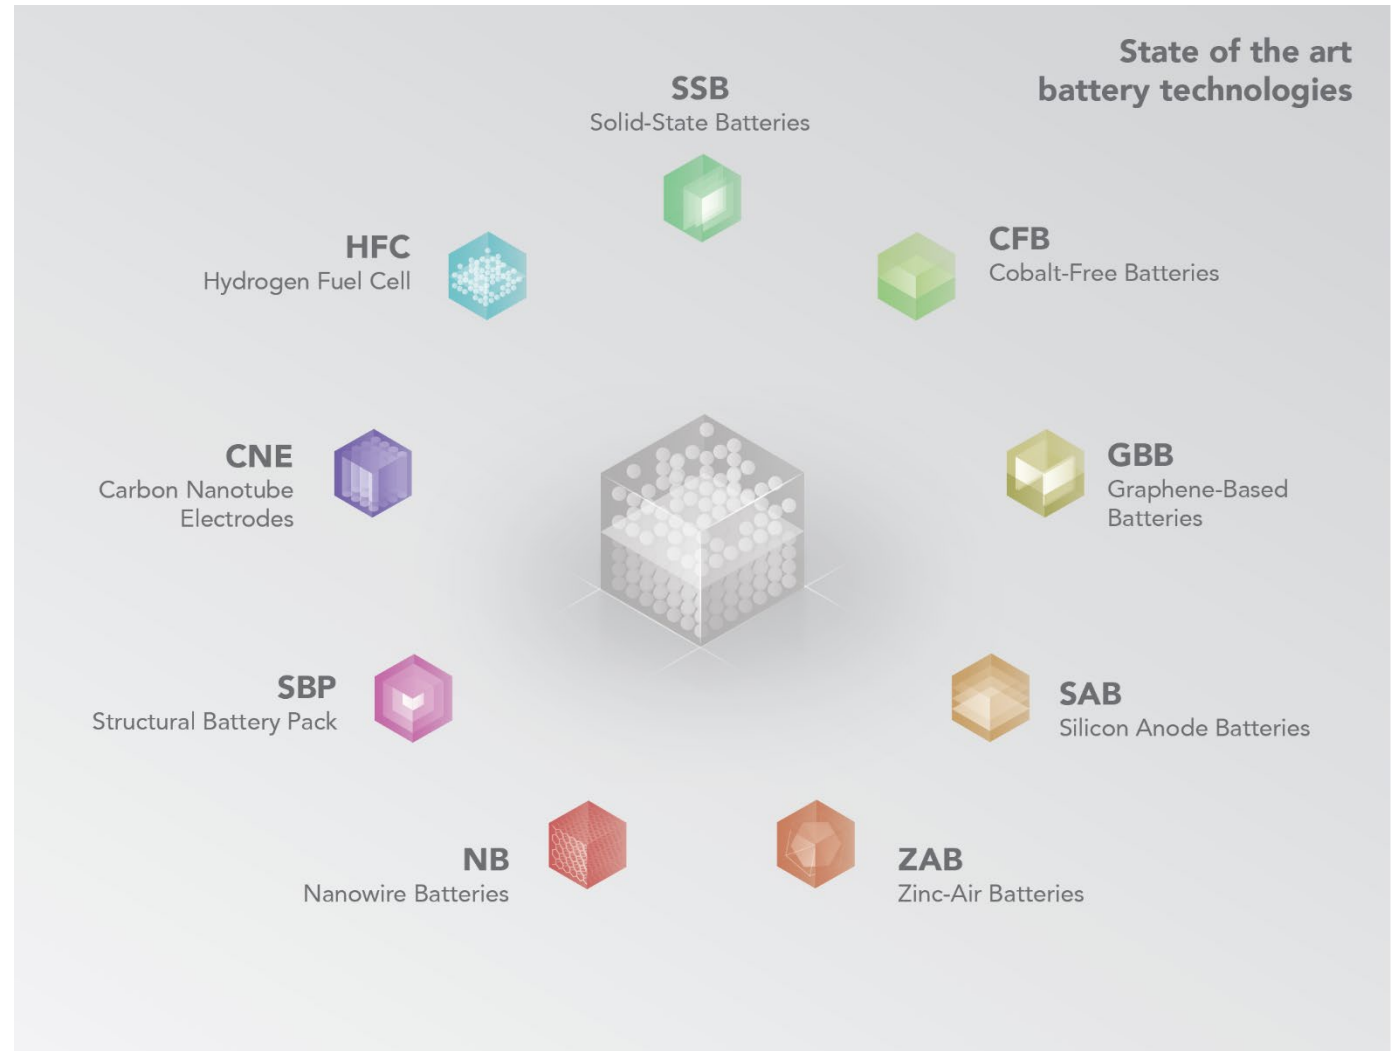 State of the art
battery technologies
SSB
Solid-State Batteries
CFB
Cobalt-Free Batteries
GBB
Graphene-Based
Batteries
SAB
Silicon Anode Batteries
ZAB
Zinc-Air Batteries
NB
Nanowire Batteries
SBP
Structural Battery Pack
CNE
Carbon Nanotube
Electrodes
HFC
Hydrogen Fuel Cell